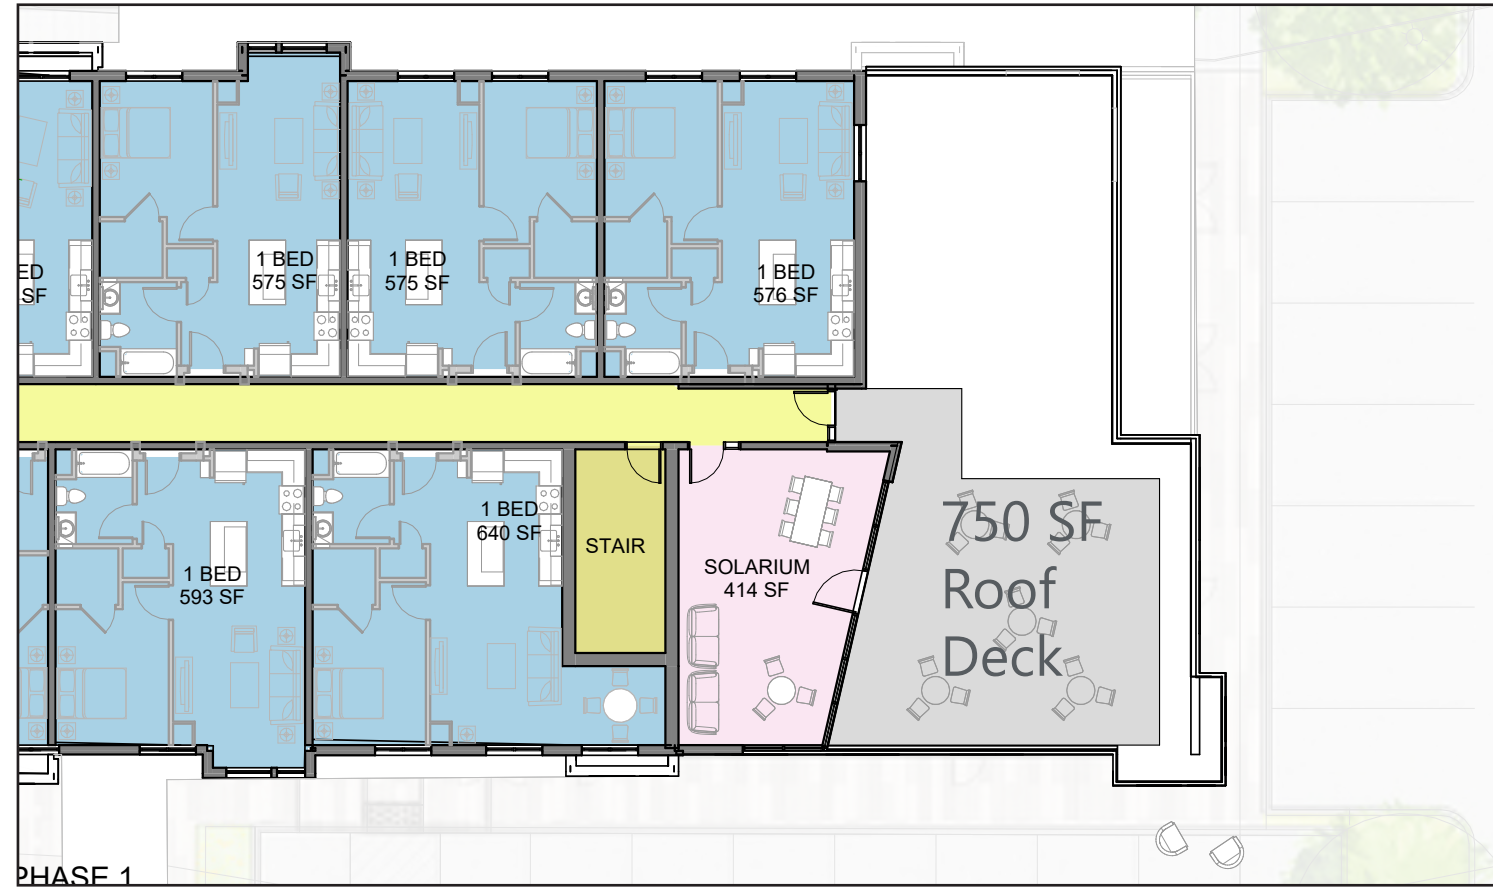 ED
SF
1 BED
575 SF
1 BED
575 SF
1 BED
576 SF
1 BED
593 SF
1 BED
640 SF
STAIR
SOLARIUM
414 SF
750 SF
Roof
Deck
PHASE 1